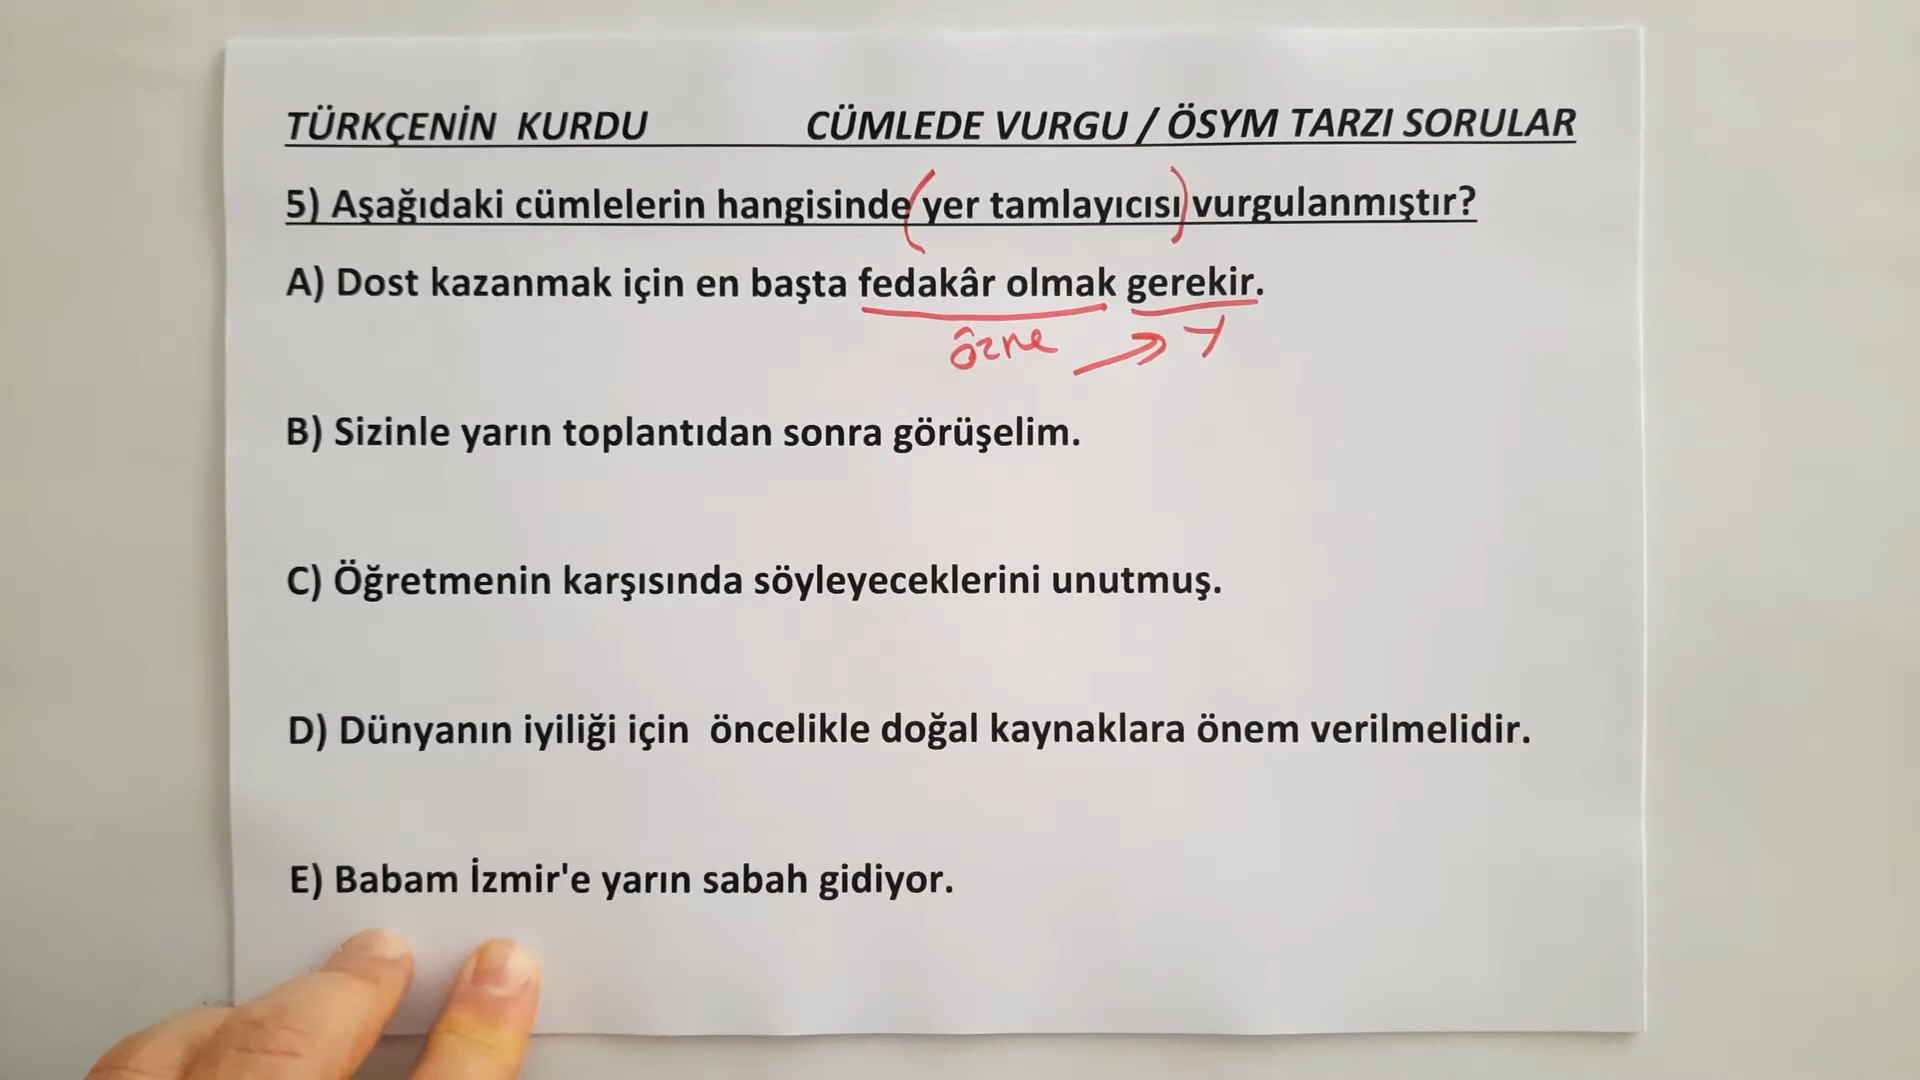 TÜRKÇENİN KURDU CÜMLEDE VURGU / ÖSYM TARZI SORULAR
5) Aşağıdaki cümlelerin hangisinde (yer tamlayıcısı) vurgulanmıştır?
A) Dost kazanmak için en başta fedakâr olmak gerekir.
özne → Y
B) Sizinle yarın toplantıdan sonra görüşelim.
C) Öğretmenin karşısında söyleyeceklerini unutmuş.
D) Dünyanın iyiliği için öncelikle doğal kaynaklara önem verilmelidir.
E) Babam İzmir'e yarın sabah gidiyor.